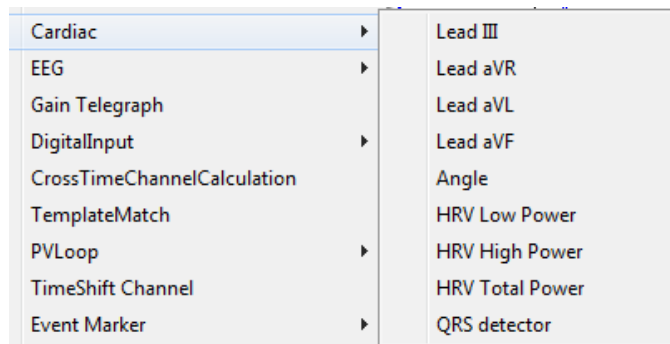 Cardiac
EEG
Gain Telegraph
DigitalInput
CrossTimeChannelCalculation
TemplateMatch
PVLoop
TimeShift Channel
Event Marker
Lead III
Lead aVR
Lead aVL
Lead aVF
Angle
HRV Low Power
HRV High Power
HRV Total Power
QRS detector